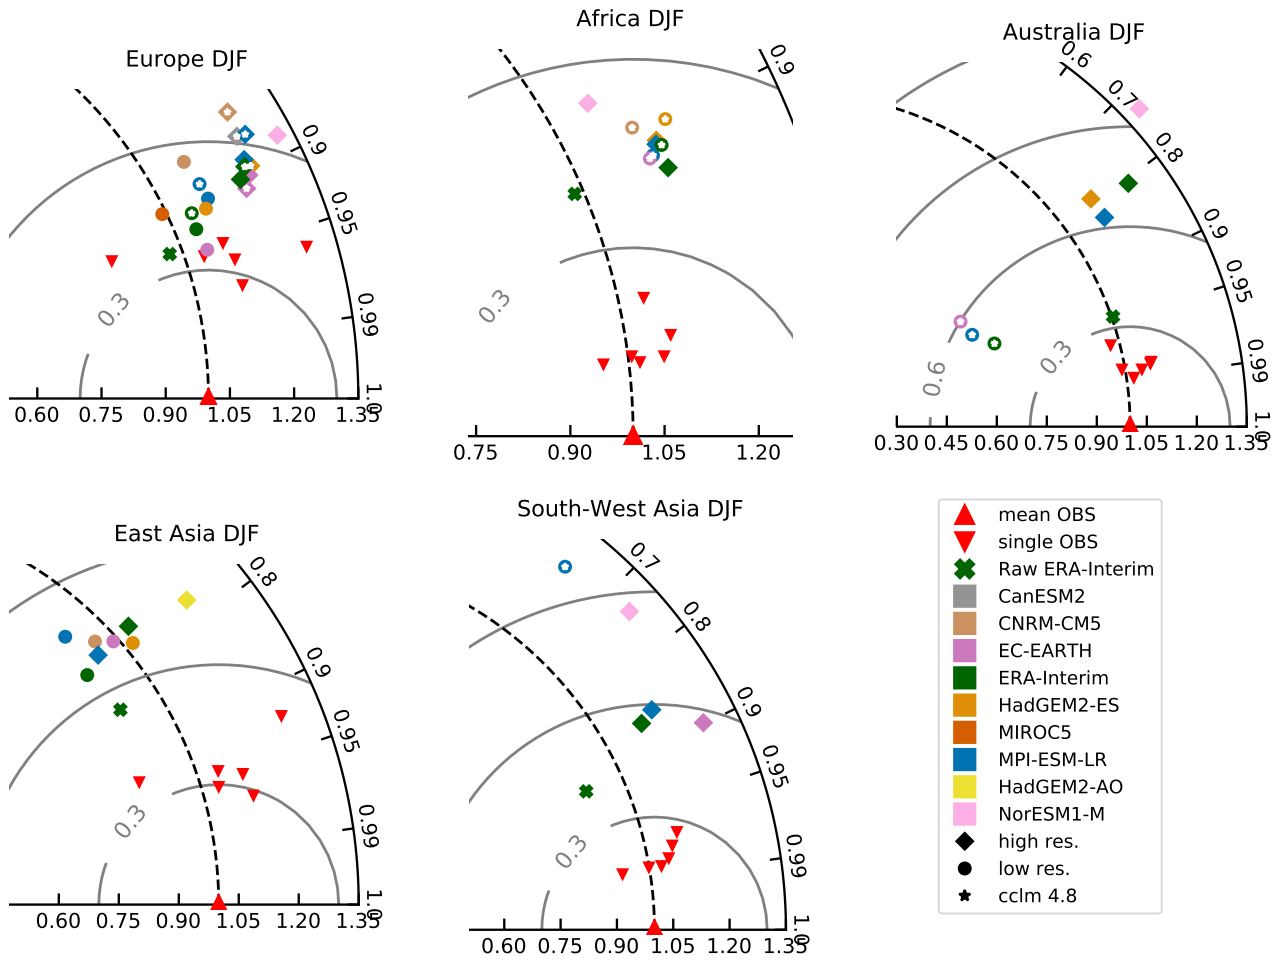 Europe DJF
0.9
0.95
0.99
1.0
0.3
0.60 0.75 0.90 1.05 1.20 1.35
Africa DJF
0.9
0.3
0.75 0.90 1.05 1.20
Australia DJF
0.6
0.7
0.8
0.9
0.95
0.99
1.0
0.3
0.6
0.30 0.45 0.60 0.75 0.90 1.05 1.20 1.35
East Asia DJF
0.8
0.9
0.95
0.99
1.0
0.3
0.60 0.75 0.90 1.05 1.20 1.35
South-West Asia DJF
0.7
0.8
0.9
0.95
0.99
1.0
0.3
0.60 0.75 0.90 1.05 1.20 1.35
mean OBS
single OBS
Raw ERA-Interim
CanESM2
CNRM-CM5
EC-EARTH
ERA-Interim
HadGEM2-ES
MIROC5
MPI-ESM-LR
HadGEM2-AO
NorESM1-M
high res.
low res.
cclm 4.8